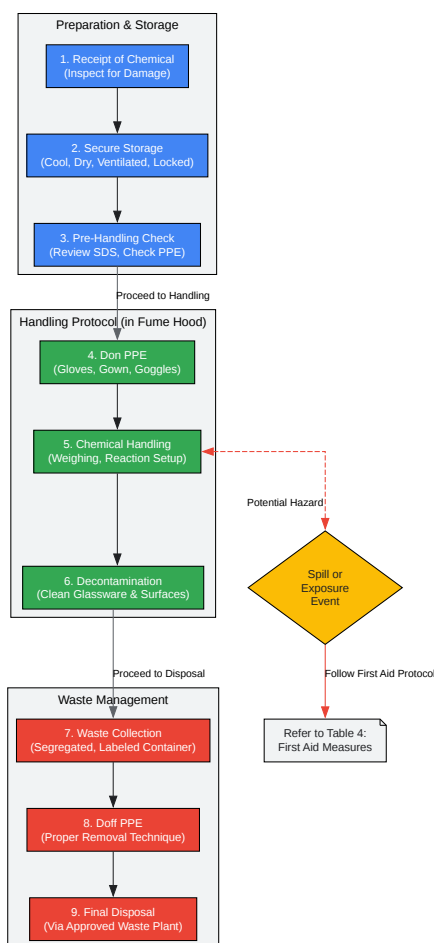 Preparation & Storage
1. Receipt of Chemical
(Inspect for Damage)
2. Secure Storage
(Cool, Dry, Ventilated, Locked)
3. Pre-Handling Check
(Review SDS, Check PPE)
Proceed to Handling
Handling Protocol (in Fume Hood)
4. Don PPE
(Gloves, Gown, Goggles)
5. Chemical Handling
(Weighing, Reaction Setup)
Potential Hazard
Spill or
Exposure
Event
6. Decontamination
(Clean Glassware & Surfaces)
Proceed to Disposal
Follow First Aid Protocol
Waste Management
7. Waste Collection
(Segregated, Labeled Container)
Refer to Table 4:
First Aid Measures
8. Doff PPE
(Proper Removal Technique)
9. Final Disposal
(Via Approved Waste Plant)